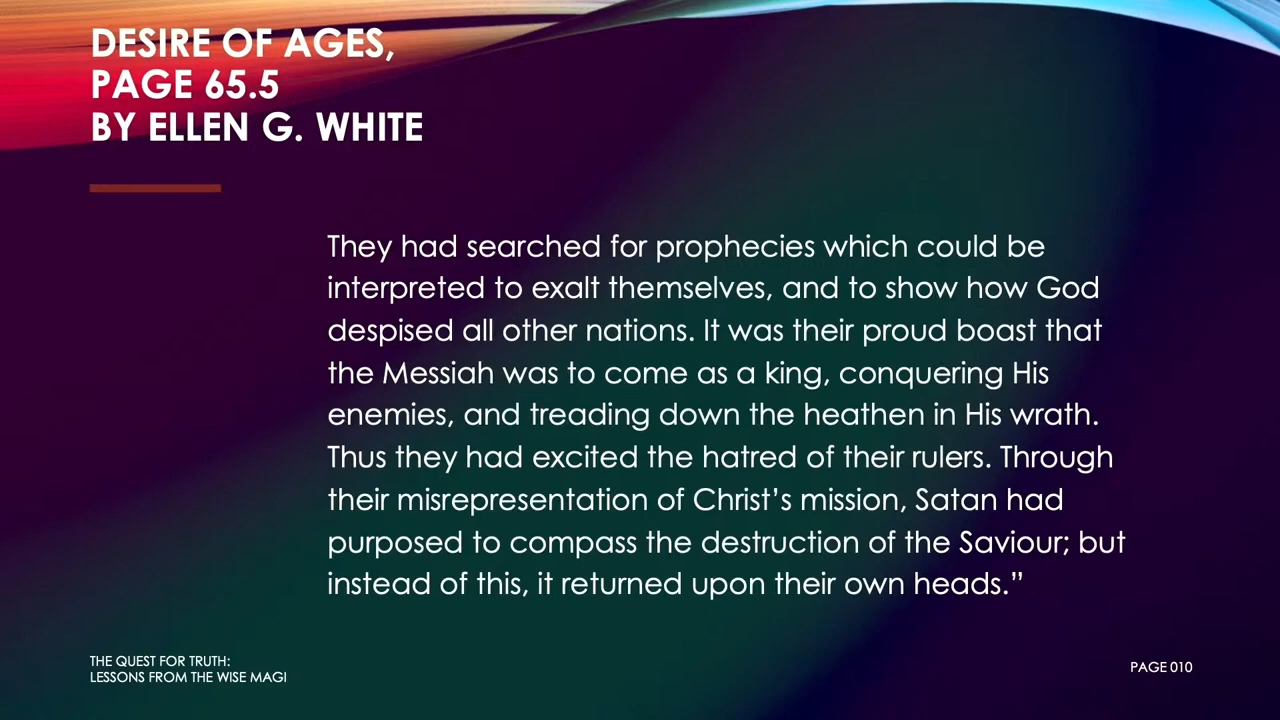 DESIRE OF AGES,
PAGE 65.5
BY ELLEN G. WHITE
They had searched for prophecies which could be
interpreted to exalt themselves, and to show how God
despised all other nations. It was their proud boast that
the Messiah was to come as a king, conquering His
enemies, and treading down the heathen in His wrath.
Thus they had excited the hatred of their rulers. Through
their misrepresentation of Christ’s mission, Satan had
purposed to compass the destruction of the Saviour; but
instead of this, it returned upon their own heads.”
THE QUEST FOR TRUTH:
LESSONS FROM THE WISE MAGI
PAGE 010